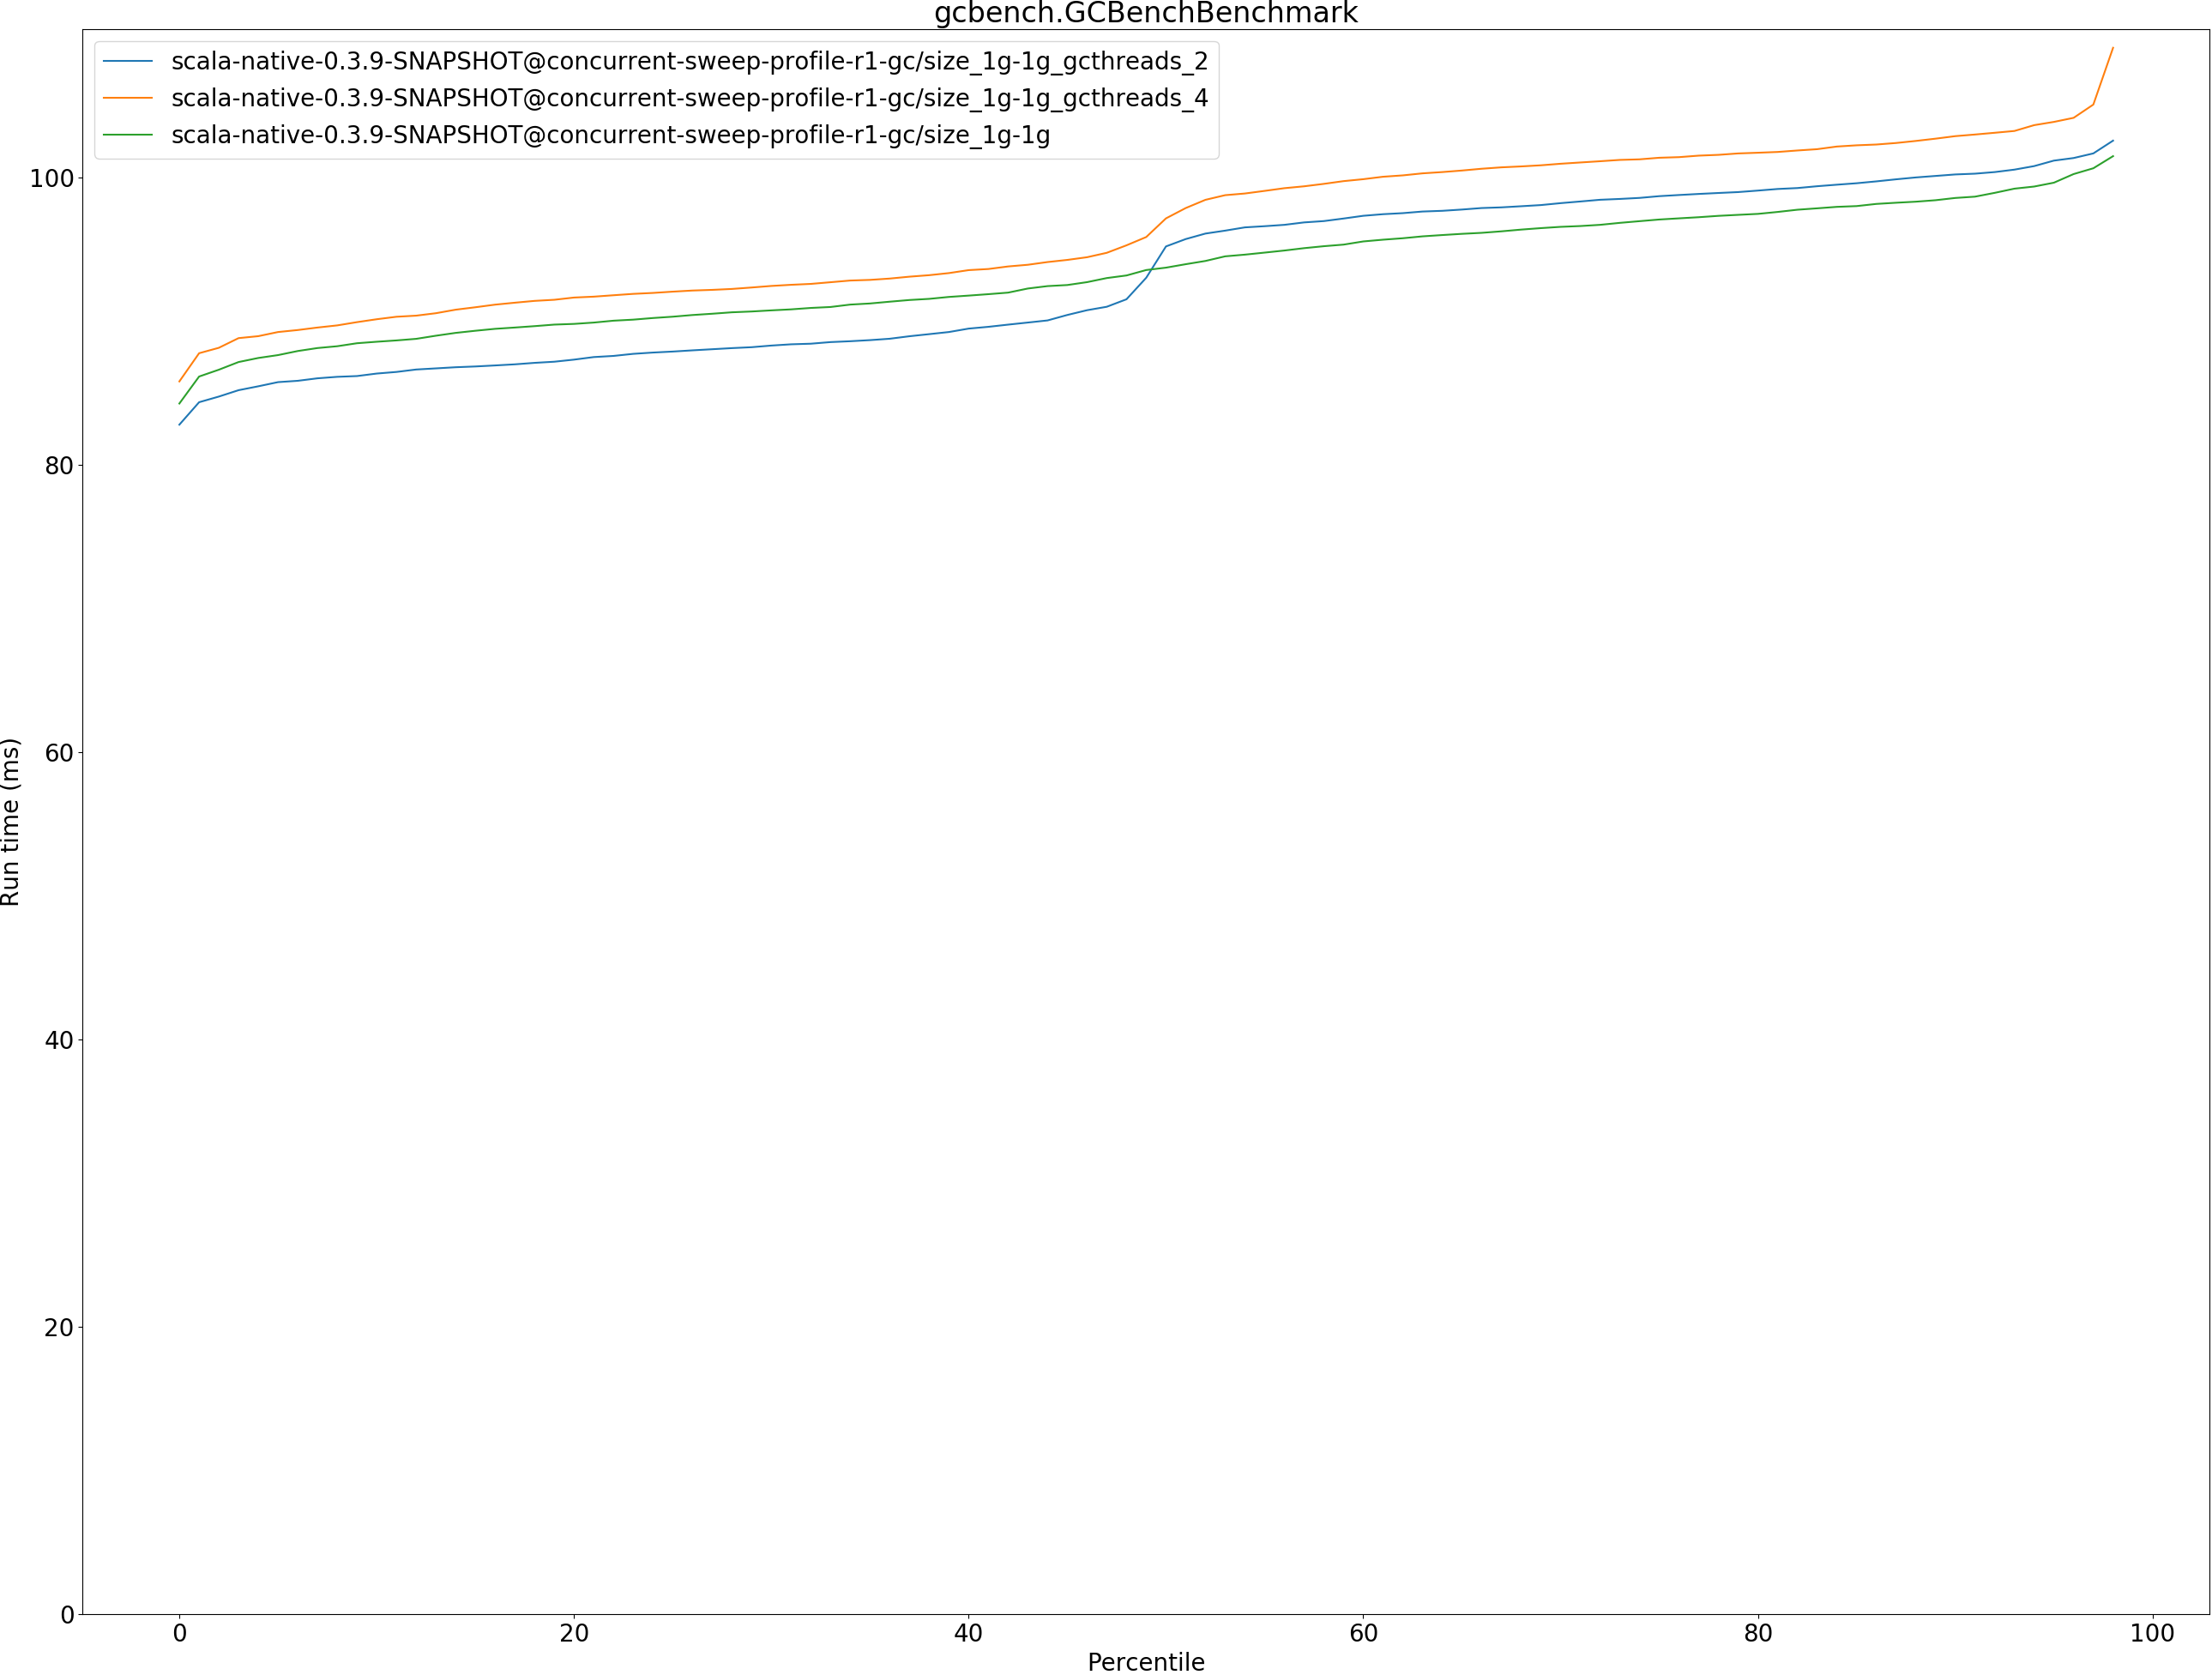 gcbench.GCBenchBenchmark
scala-native-0.3.9-SNAPSHOT@concurrent-sweep-profile-r1-gc/size_1g-1g_gcthreads_2
scala-native-0.3.9-SNAPSHOT@concurrent-sweep-profile-r1-gc/size_1g-1g_gcthreads_4
scala-native-0.3.9-SNAPSHOT@concurrent-sweep-profile-r1-gc/size_1g-1g
100
80
60
40
20
0
Run time (ms)
0 20 40 60 80 100
Percentile